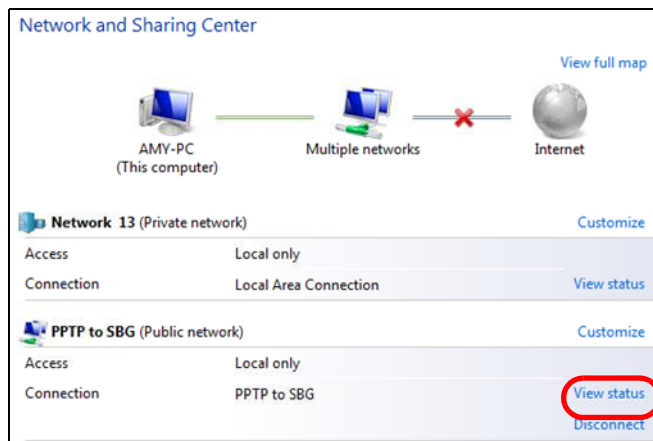 Network and Sharing Center
View full map
AMY-PC
(This computer)
Multiple networks
Internet
Network 13 (Private network)
Customize
Access Local only
Connection Local Area Connection View status
PPTP to SBG (Public network)
Customize
Access Local only
Connection PPTP to SBG View status
Disconnect